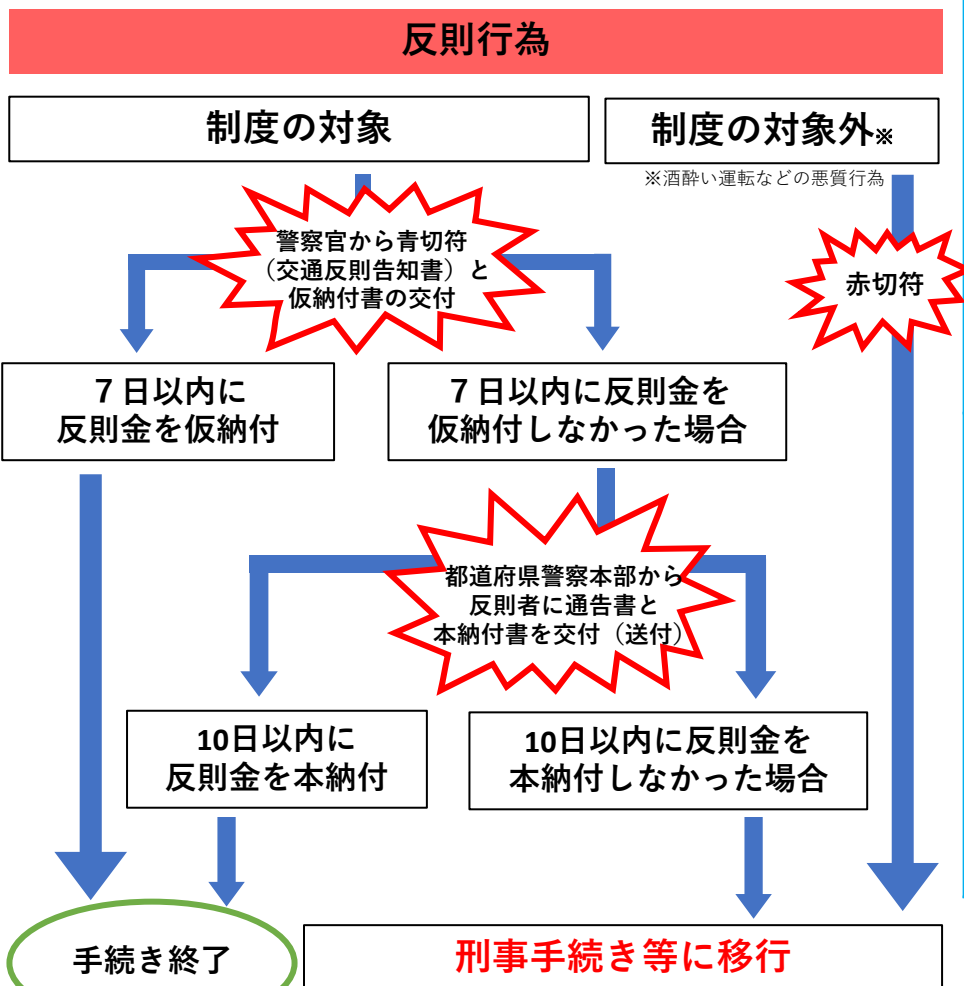 反則行為
制度の対象
制度の対象外※
※酒酔い運転などの悪質行為
警察官から青切符
（交通反則告知書）と
仮納付書の交付
赤切符
７日以内に
反則金を仮納付
７日以内に反則金を
仮納付しなかった場合
都道府県警察本部から
反則者に通告書と
本納付書を交付（送付）
10日以内に
反則金を本納付
10日以内に反則金を
本納付しなかった場合
手続き終了
刑事手続き等に移行